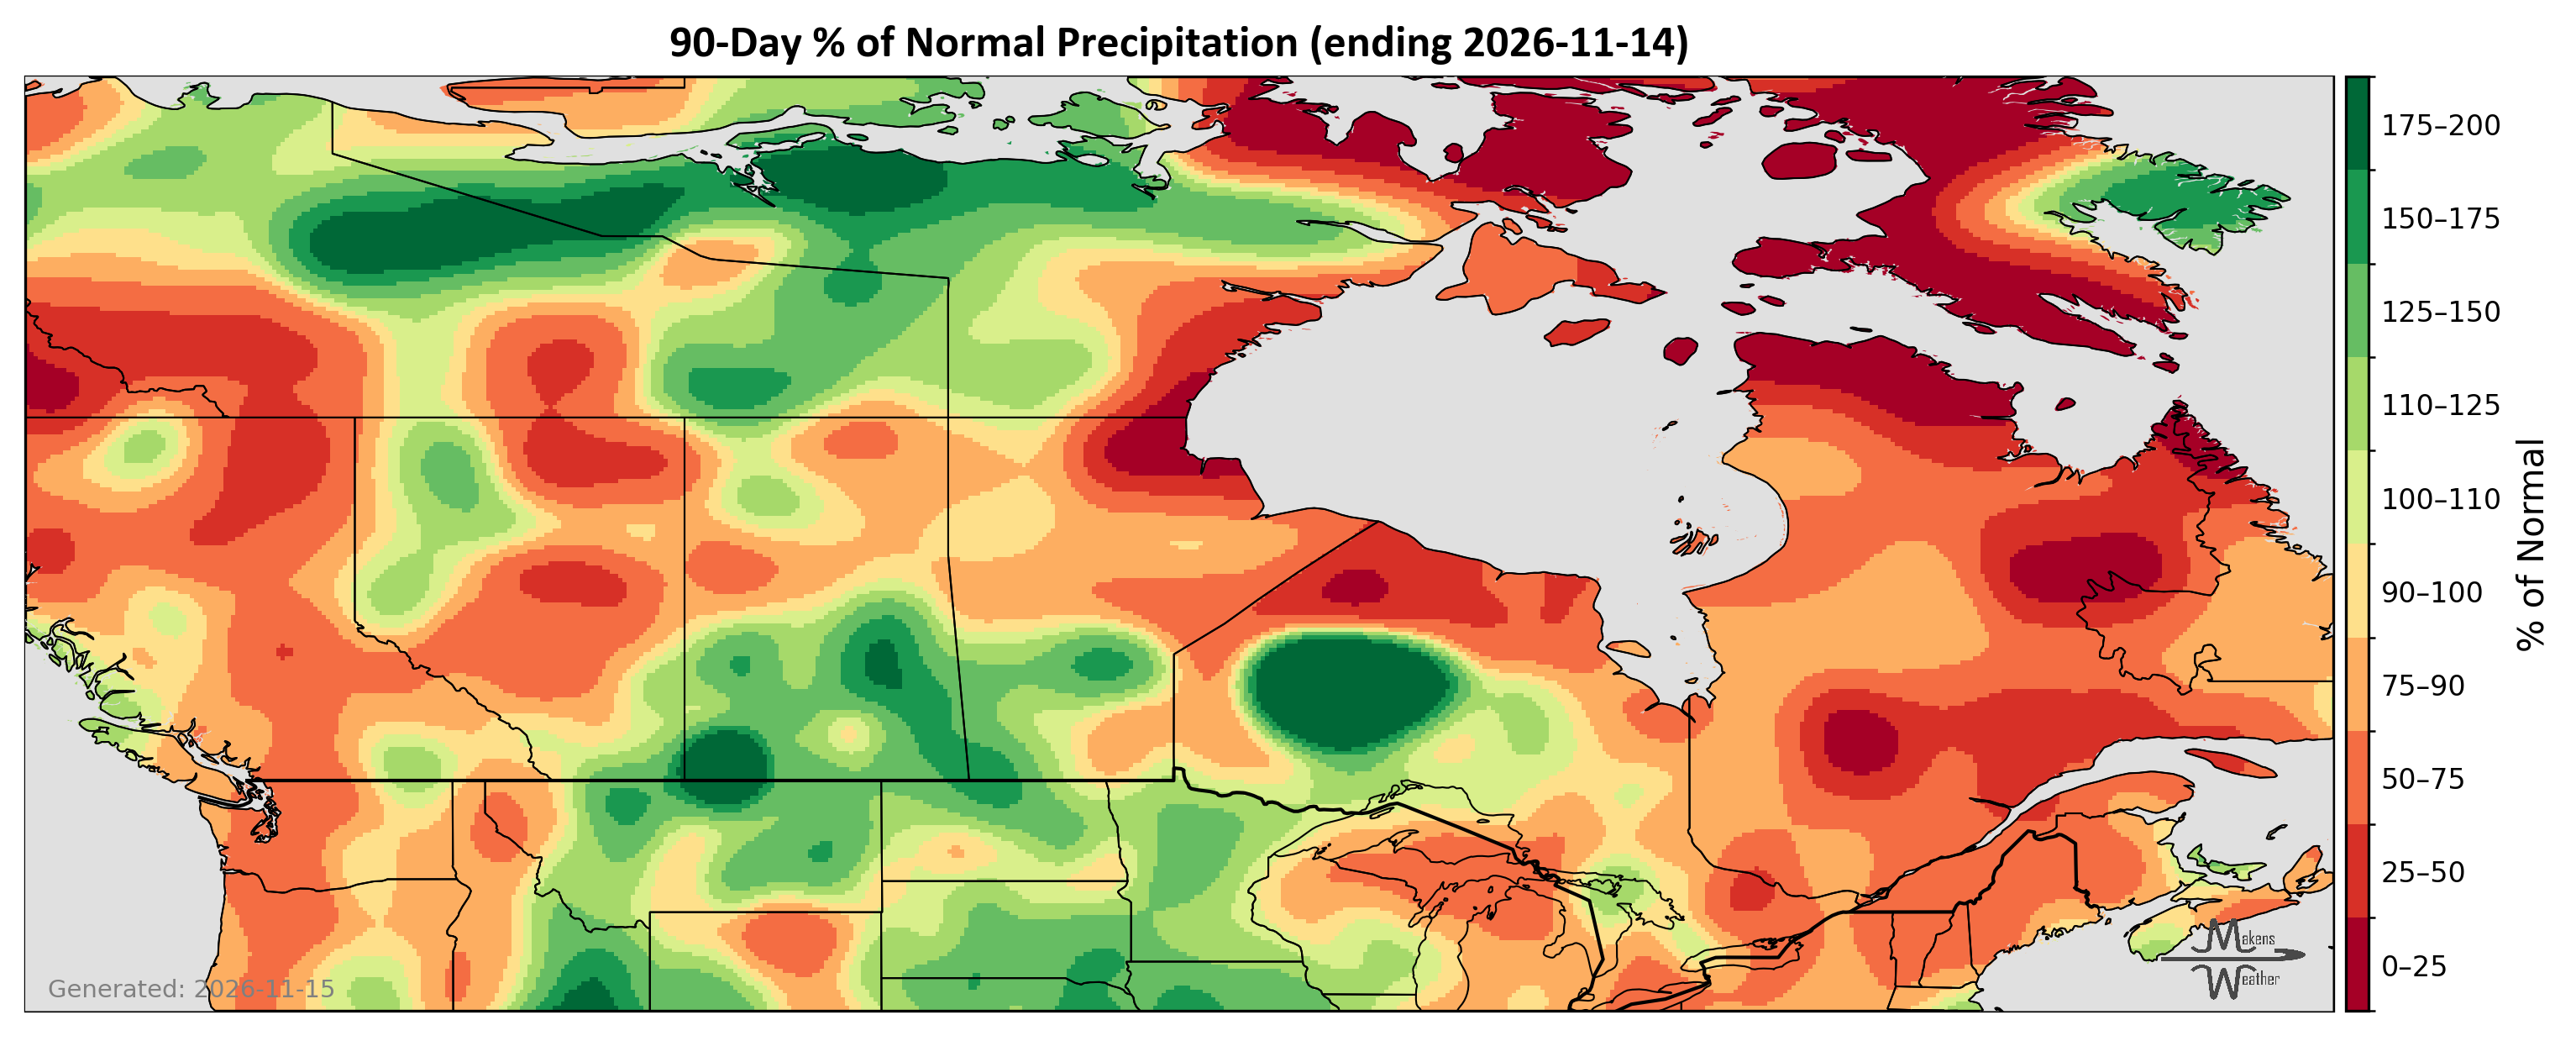 90-Day % of Normal Precipitation (ending 2026-11-14)
175–200
150–175
125–150
110–125
100–110
90–100
75–90
50–75
25–50
0–25
% of Normal
Generated: 2026-11-15
Makens
Weather